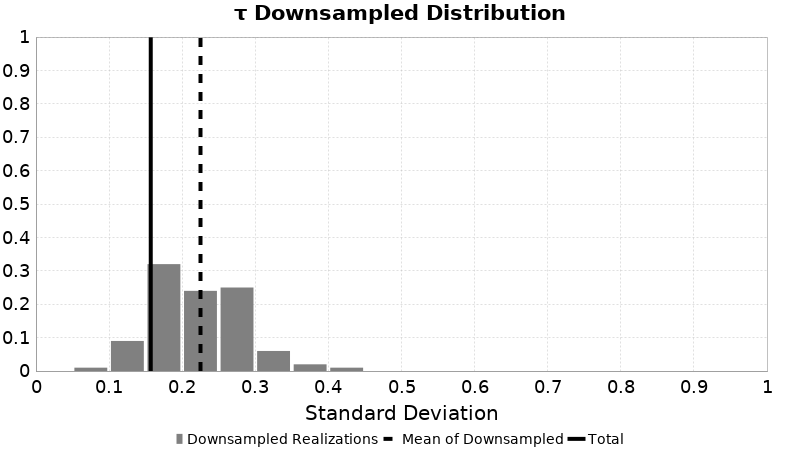 τ Downsampled Distribution
1
0.9
0.8
0.7
0.6
0.5
0.4
0.3
0.2
0.1
0
0 0.1 0.2 0.3 0.4 0.5 0.6 0.7 0.8 0.9 1
Standard Deviation
Downsampled Realizations Mean of Downsampled Total